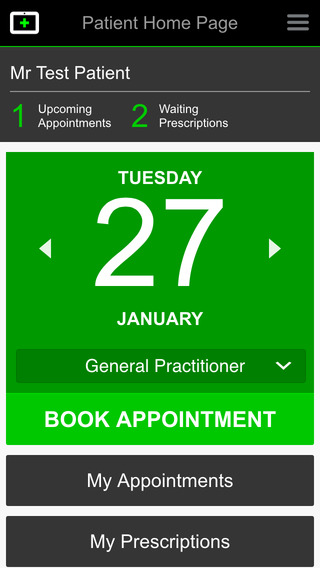 Patient Home Page
Mr Test Patient
1 Upcoming Appointments
2 Waiting Prescriptions
TUESDAY
27
JANUARY
General Practitioner
BOOK APPOINTMENT
My Appointments
My Prescriptions